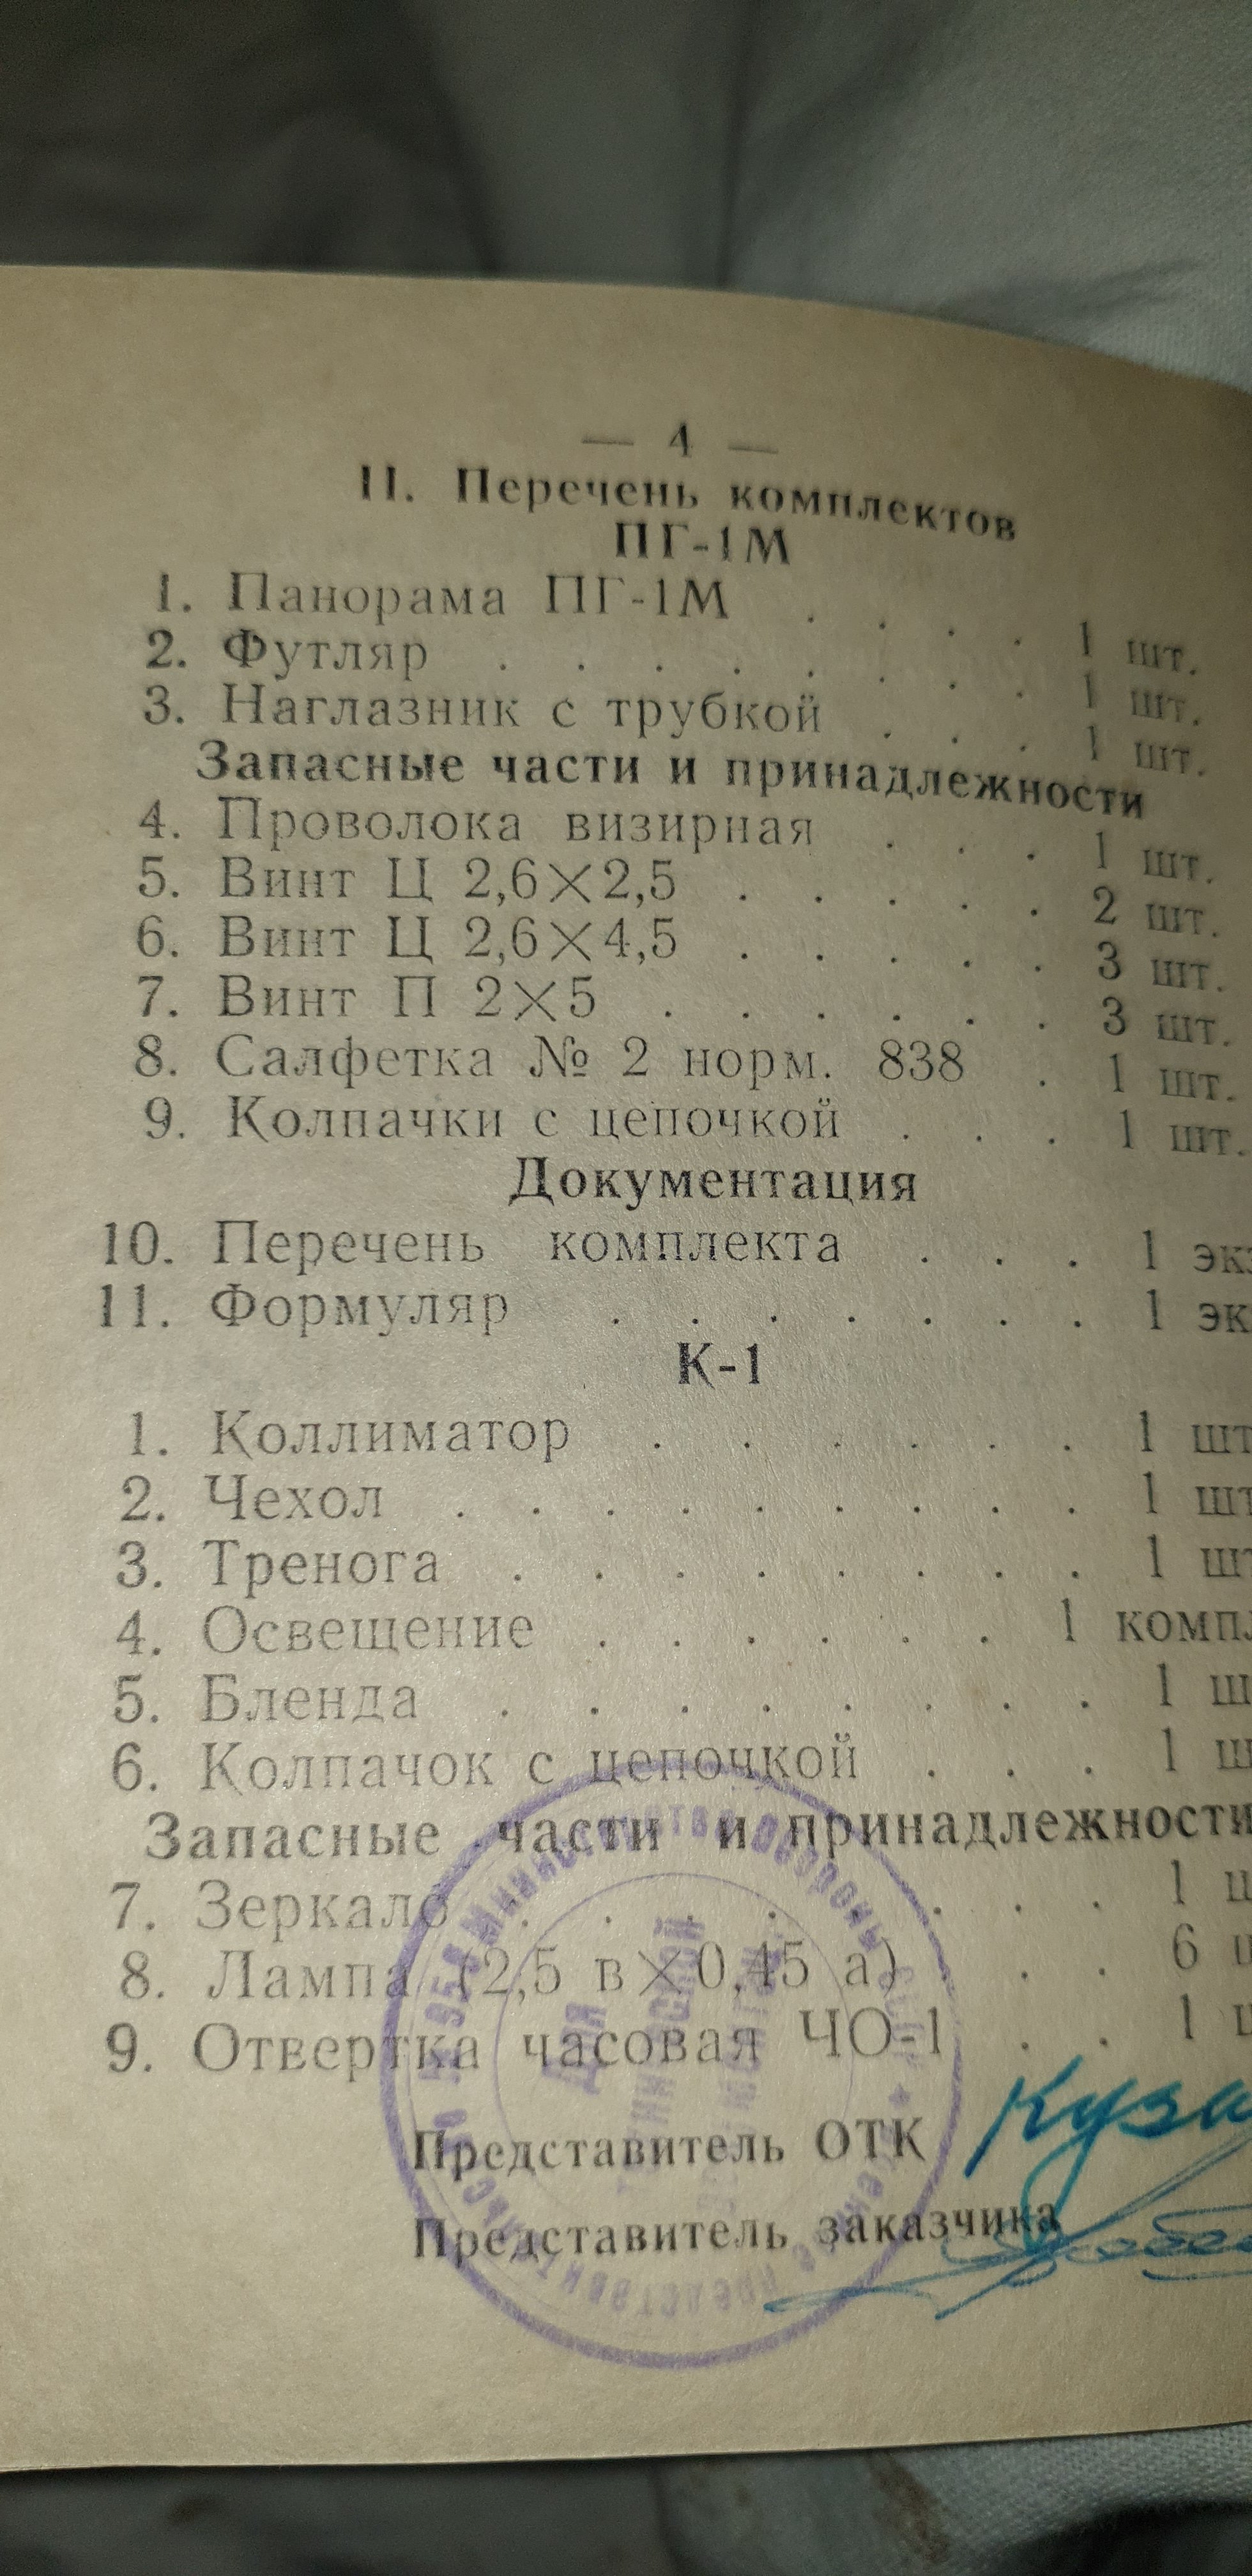 — 4 —
II. Перечень комплектов
ПГ-1М
1. Панорама ПГ-1М . . . . 1 шт.
2. Футляр . . . . . . . . 1 шт.
3. Наглазник с трубкой . . . 1 шт.
Запасные части и принадлежности
4. Проволока визирная . . . 1 шт.
5. Винт Ц 2,6×2,5 . . . . . 2 шт.
6. Винт Ц 2,6×4,5 . . . . . 3 шт.
7. Винт П 2×5 . . . . . . 3 шт.
8. Салфетка № 2 норм. 838 . 1 шт.
9. Колпачки с цепочкой . . . 1 шт.
Документация
10. Перечень комплекта . . . 1 экз
11. Формуляр . . . . . . . 1 эк
К-1
1. Коллиматор . . . . . . 1 шт
2. Чехол . . . . . . . . . 1 шт
3. Тренога . . . . . . . . 1 шт
4. Освещение . . . . . . 1 компл
5. Бленда . . . . . . . . 1 ш
6. Колпачок с цепочкой . . . 1 ш
Запасные части и принадлежности
7. Зеркало . . . . . . . 1 ш
8. Лампа (2,5 в×0,45 а) . . 6 ш
9. Отвертка часовая ЧО-1 . . 1 ш
Представитель ОТК
Представитель заказчика